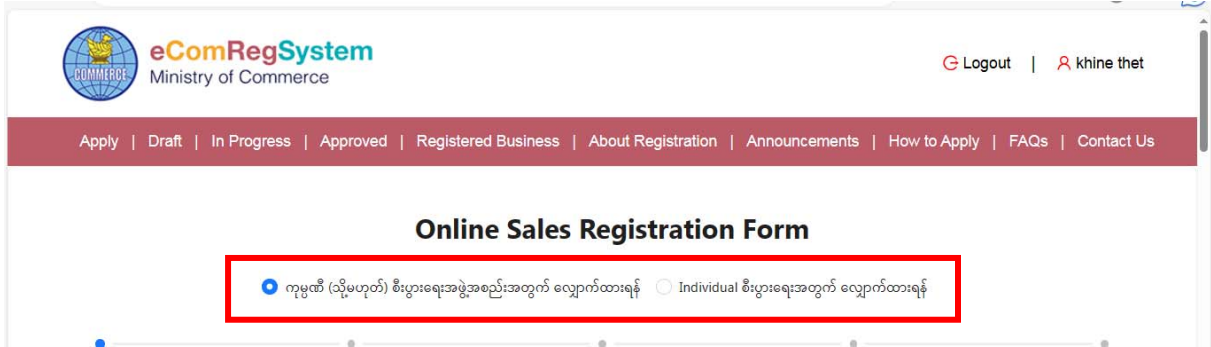 eComRegSystem
Ministry of Commerce
COMMERCE
Logout | khine thet
Apply | Draft | In Progress | Approved | Registered Business | About Registration | Announcements | How to Apply | FAQs | Contact Us
Online Sales Registration Form
ကုမ္ပဏီ (သို့မဟုတ်) စီးပွားရေးအဖွဲ့အစည်းအတွက် လျှောက်ထားရန် Individual စီးပွားရေးအတွက် လျှောက်ထားရန်